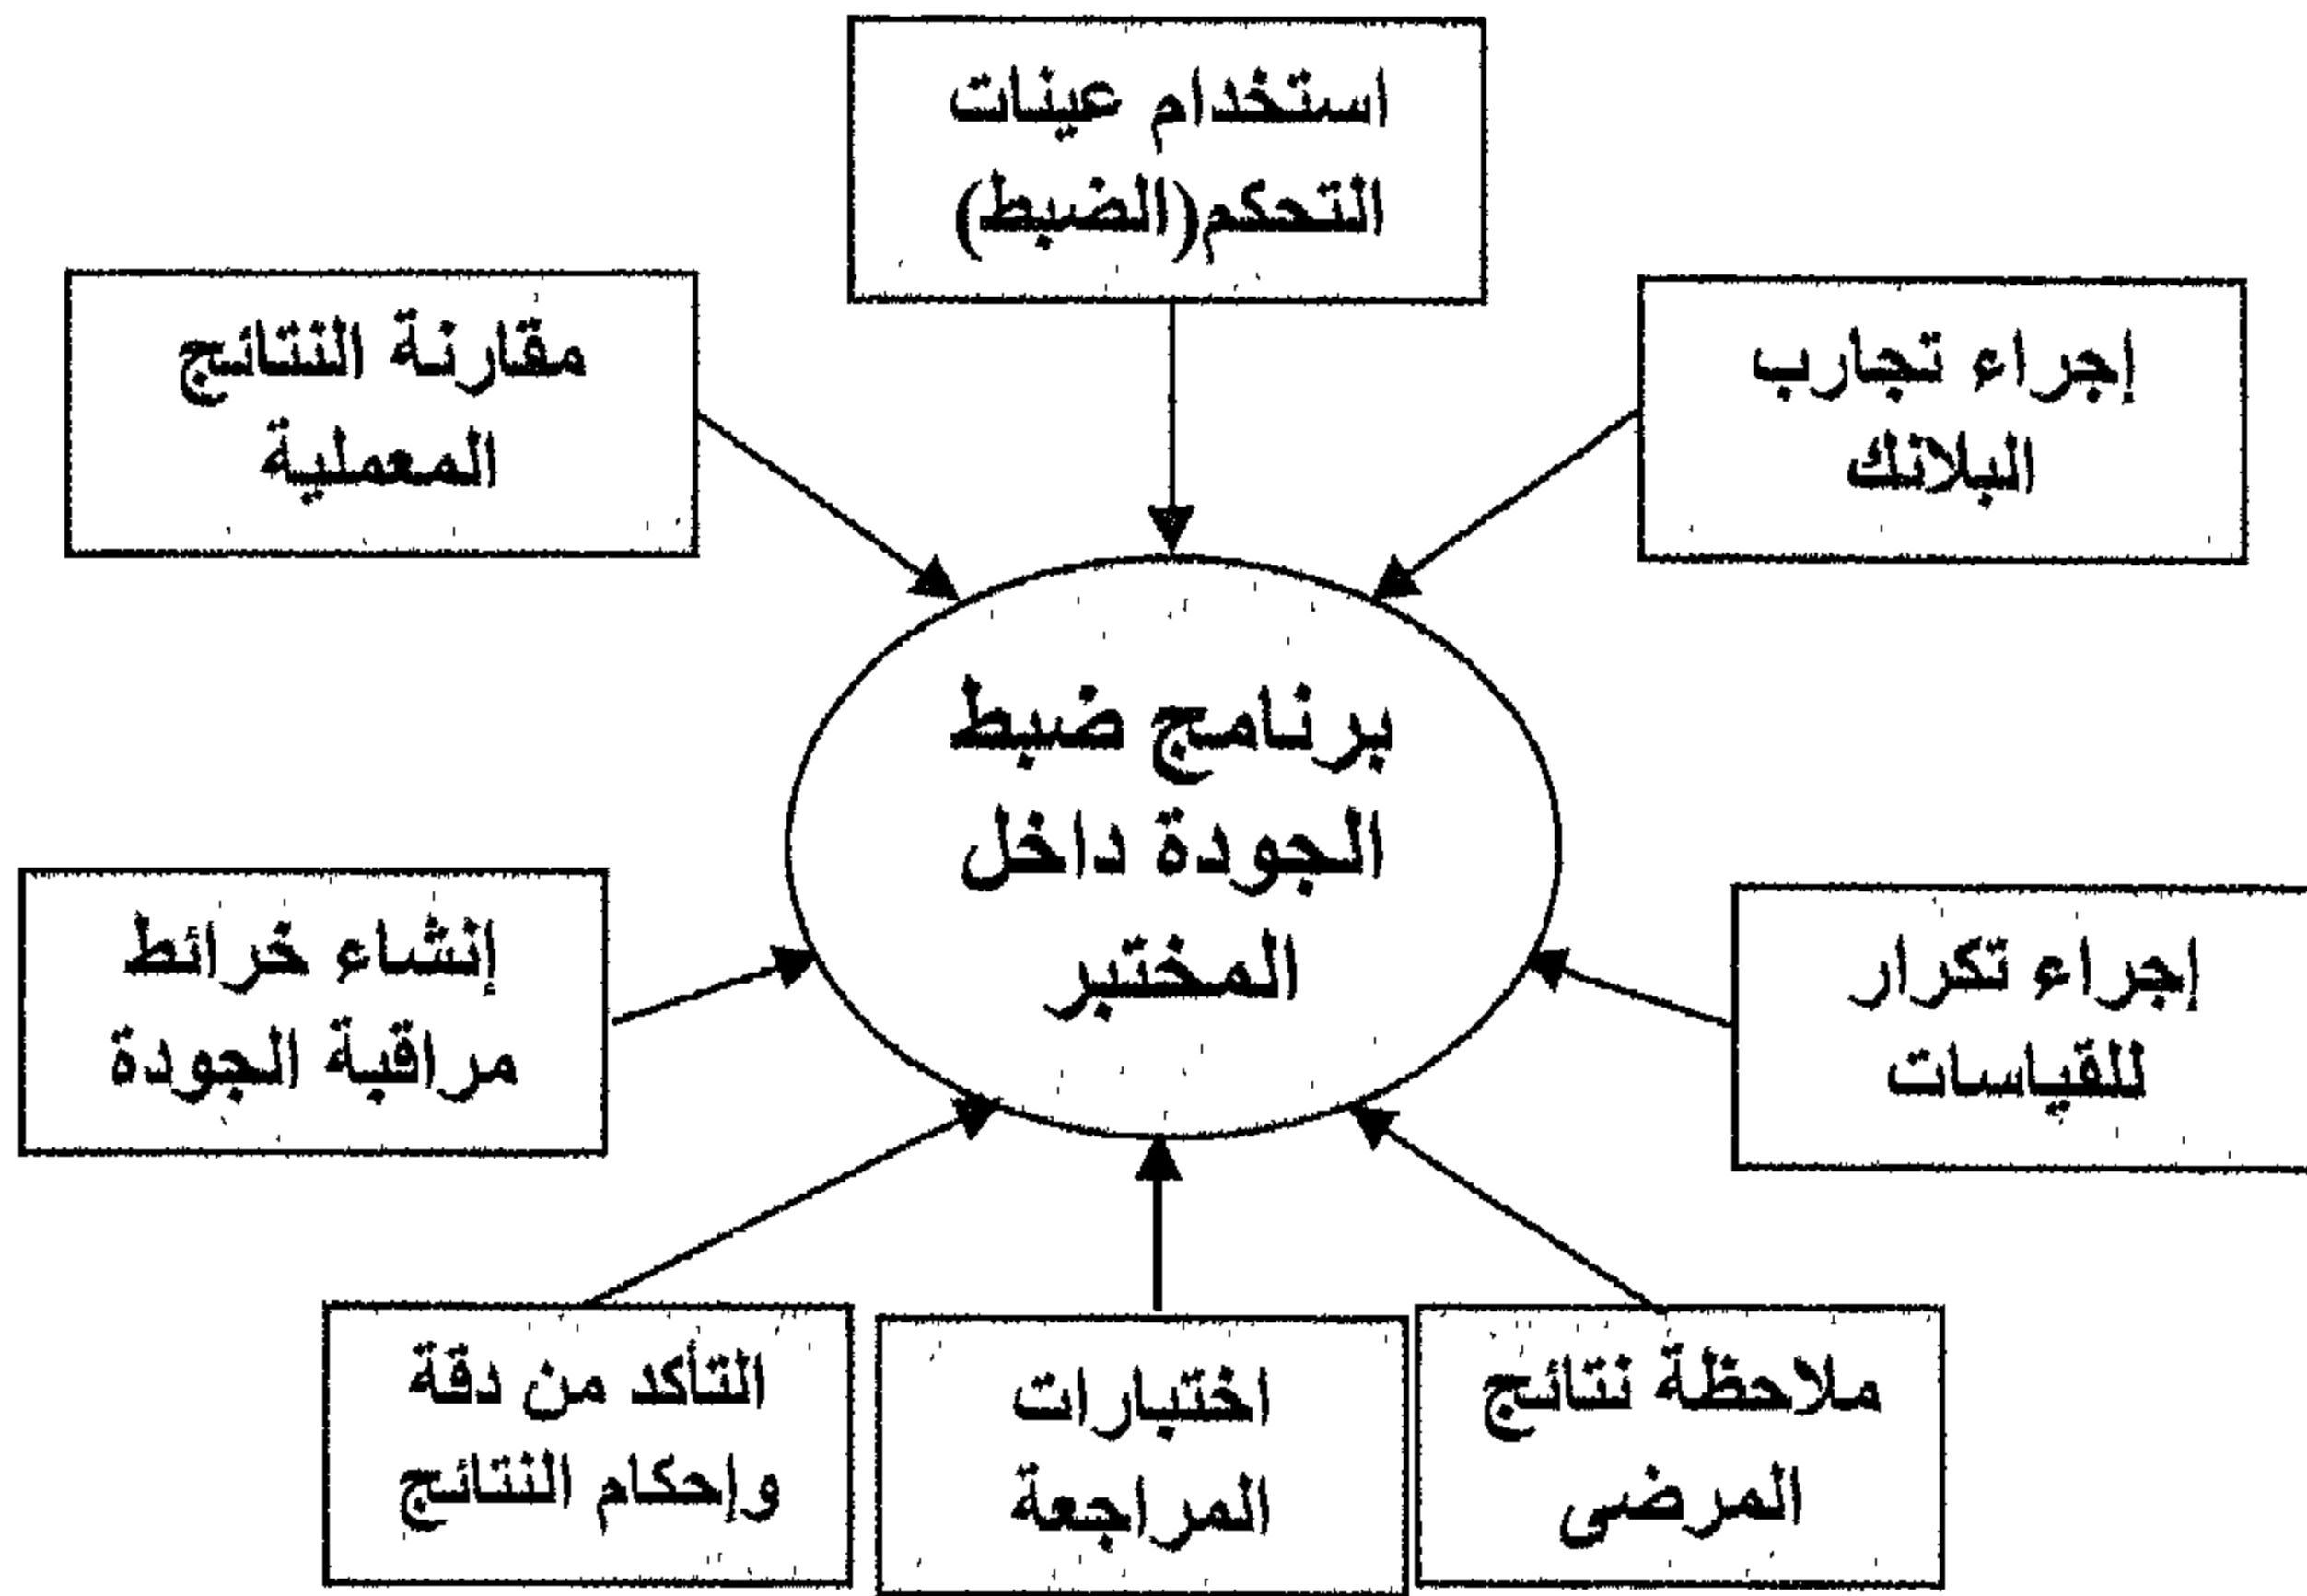 استخدام عينات
التحكم(الضبط)
إجراء تجارب
البلانك
مقارنة النتائج
المعملية
برنامج ضبط
الجودة داخل
المختبر
إجراء تكرار
للقياسات
إنشاء خرائط
مراقبة الجودة
ملاحظة نتائج
المرضى
اختبارات
المراجعة
التأكد من دقة
وإحكام النتائج